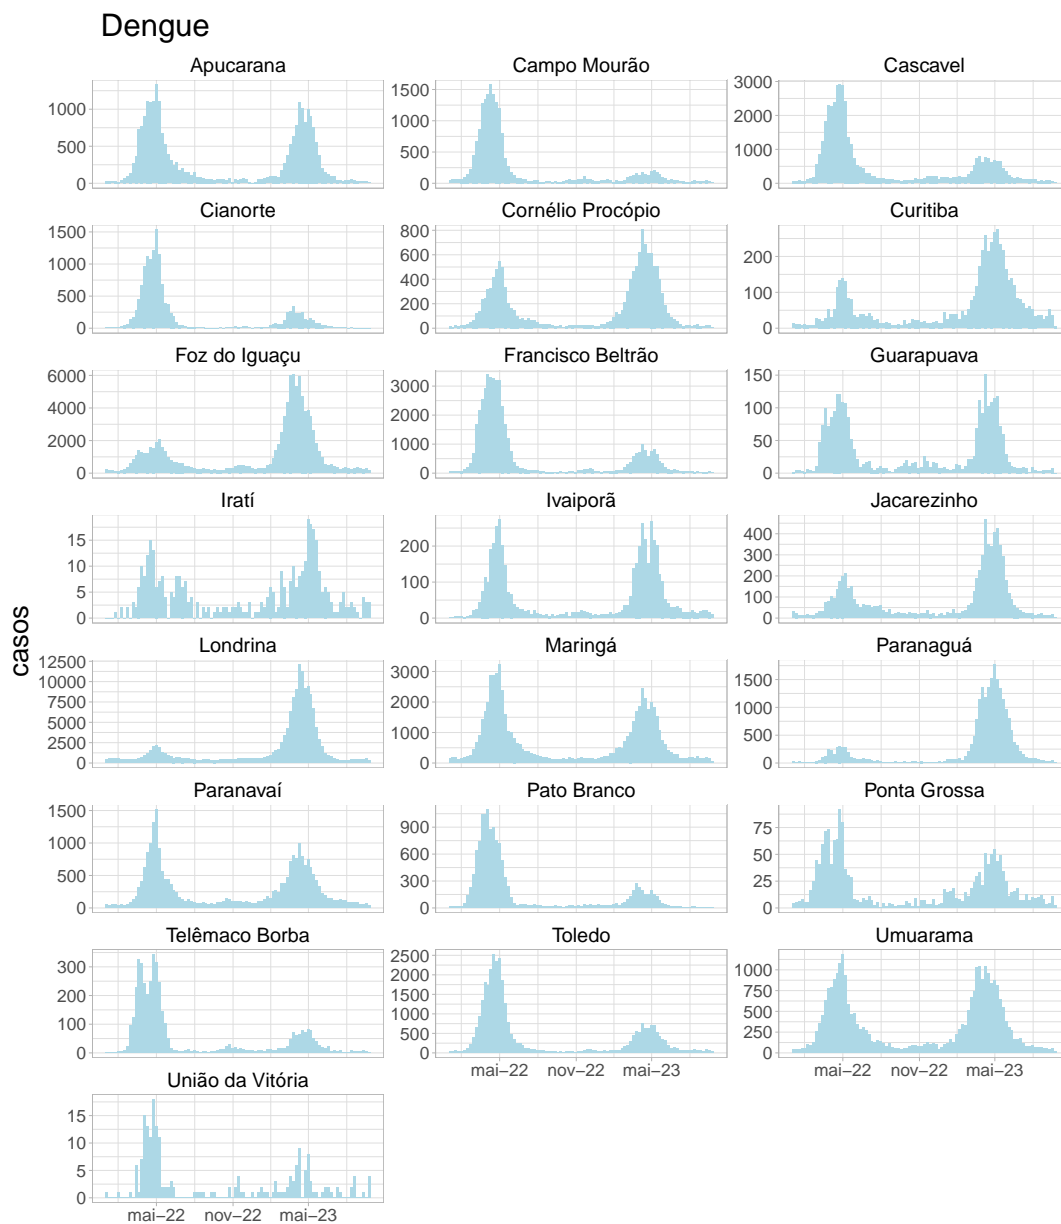 Dengue
Apucarana Campo Mourão Cascavel
1000 1500 3000
500 1000 2000
0 500 1000
0 0
Cianorte Cornélio Procópio Curitiba
1500 800
1000 600 200
500 400 100
0 200 0
0
Foz do Iguaçu Francisco Beltrão Guarapuava
6000 3000 150
4000 2000 100
2000 1000 50
0 0 0
Iratí Ivaiporã Jacarezinho
15 200 400
10 100 300
5 0 200
0 100
0
casos
Londrina Maringá Paranaguá
12500 3000 1500
10000 2000 1000
7500 1000 500
5000 0 0
2500
0
Paranavaí Pato Branco Ponta Grossa
1500 900 75
1000 600 50
500 300 25
0 0 0
Telêmaco Borba Toledo Umuarama
300 2500 1000
200 2000 750
100 1500 500
0 1000 250
500 0
0
mai−22 nov−22 mai−23 mai−22 nov−22 mai−23
União da Vitória
15
10
5
0
mai−22 nov−22 mai−23